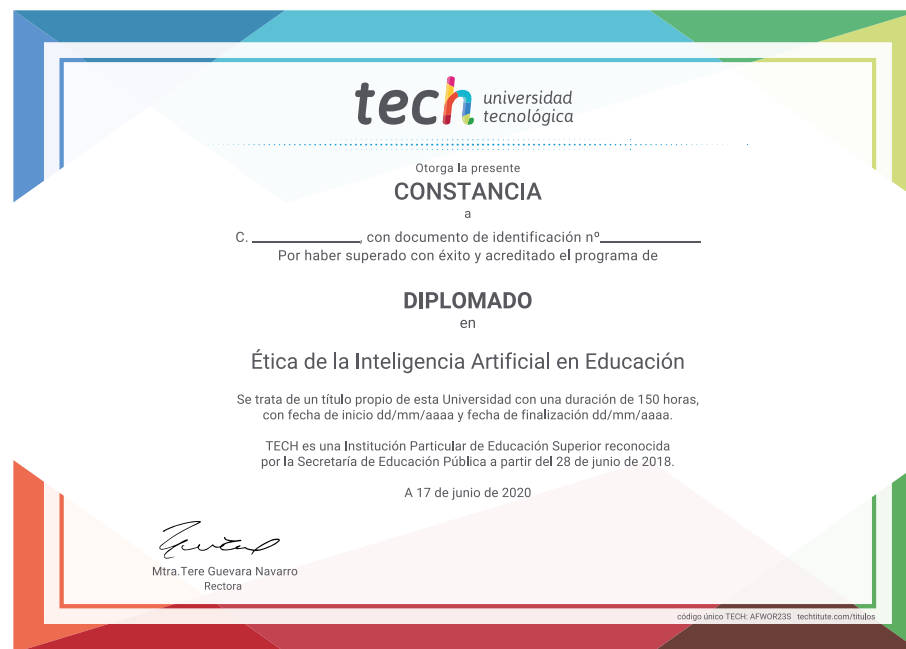 tech universidad
tecnológica
Otorga la presente
CONSTANCIA
a
C. ____________, con documento de identificación nº____________
Por haber superado con éxito y acreditado el programa de
DIPLOMADO
en
Ética de la Inteligencia Artificial en Educación
Se trata de un título propio de esta Universidad con una duración de 150 horas,
con fecha de inicio dd/mm/aaaa y fecha de finalización dd/mm/aaaa.
TECH es una Institución Particular de Educación Superior reconocida
por la Secretaría de Educación Pública a partir del 28 de junio de 2018.
A 17 de junio de 2020
Mtra.Tere Guevara Navarro
Rectora
código único TECH: AFWOR23S techtitute.com/titulos